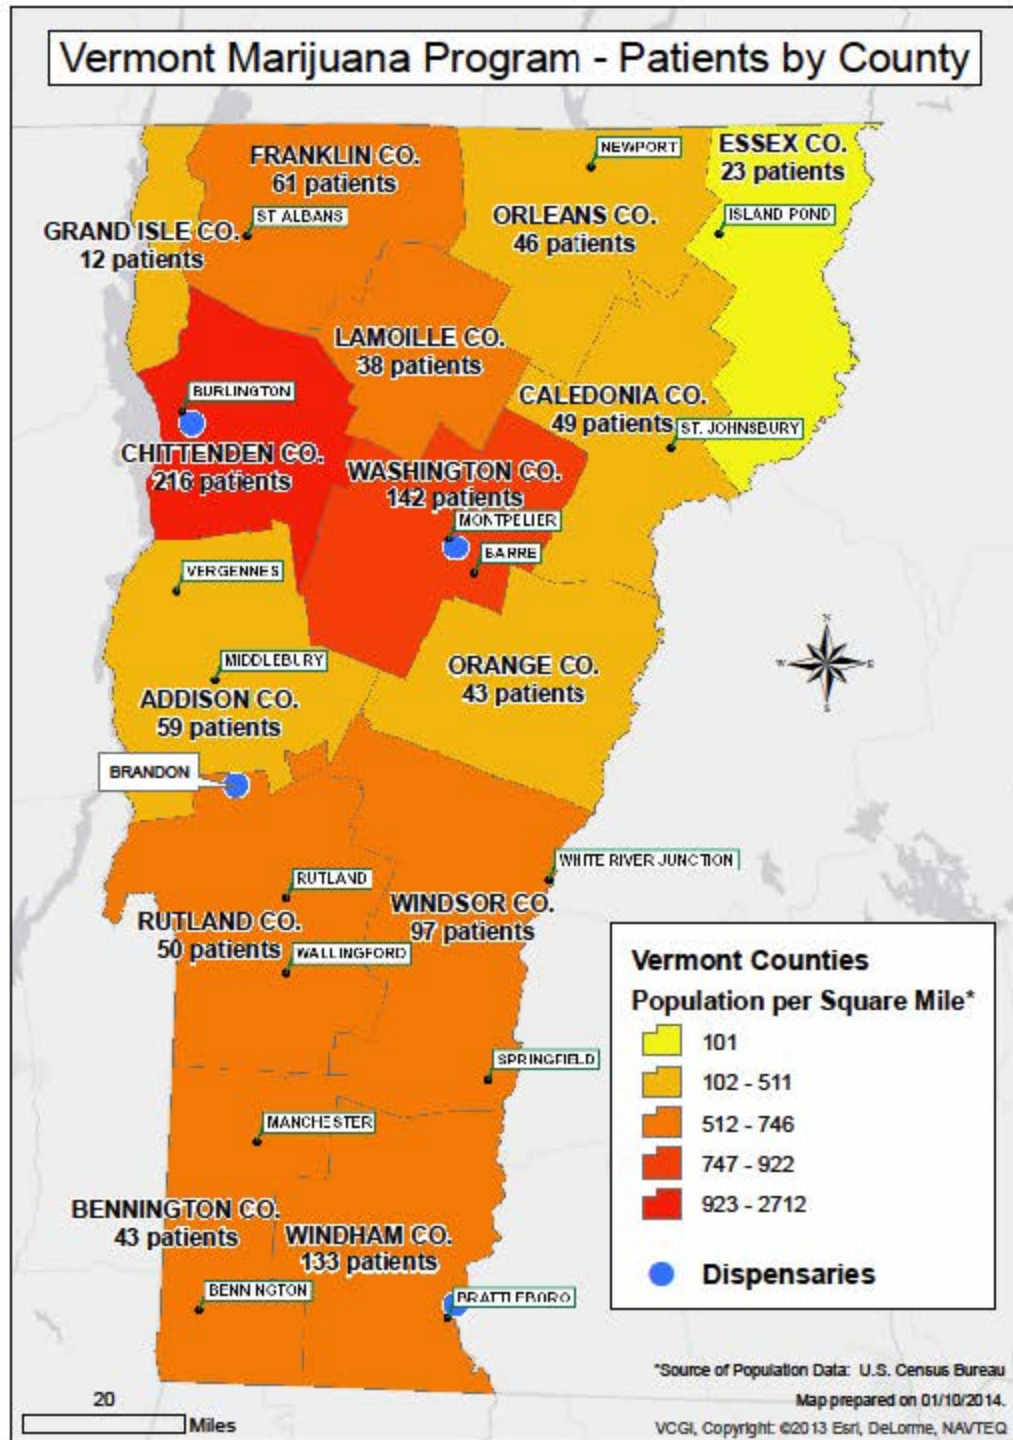 Vermont Marijuana Program - Patients by County
FRANKLIN CO.
61 patients
NEWPORT
ESSEX CO.
23 patients
ST ALBANS
ORLEANS CO.
46 patients
ISLAND POND
GRAND ISLE CO.
12 patients
LAMOILLE CO.
38 patients
BURLINGTON
CALEDONIA CO.
49 patients
ST. JOHNSBURY
CHITTENDEN CO.
216 patients
WASHINGTON CO.
142 patients
MONTPELIER
BARRE
VERGENNES
N
W
E
S
MIDDLEBURY
ORANGE CO.
43 patients
ADDISON CO.
59 patients
BRANDON
WHITE RIVER JUNCTION
RUTLAND
WINDSOR CO.
97 patients
RUTLAND CO.
50 patients
WALLINGFORD
SPRINGFIELD
MANCHESTER
BENNINGTON CO.
43 patients
WINDHAM CO.
133 patients
BENNINGTON
BRATTLEBORO
Vermont Counties
Population per Square Mile*
101
102 - 511
512 - 746
747 - 922
923 - 2712
Dispensaries
*Source of Population Data: U.S. Census Bureau
Map prepared on 01/10/2014.
VCGI, Copyright: ©2013 Esri, DeLorme, NAVTEQ
20
Miles